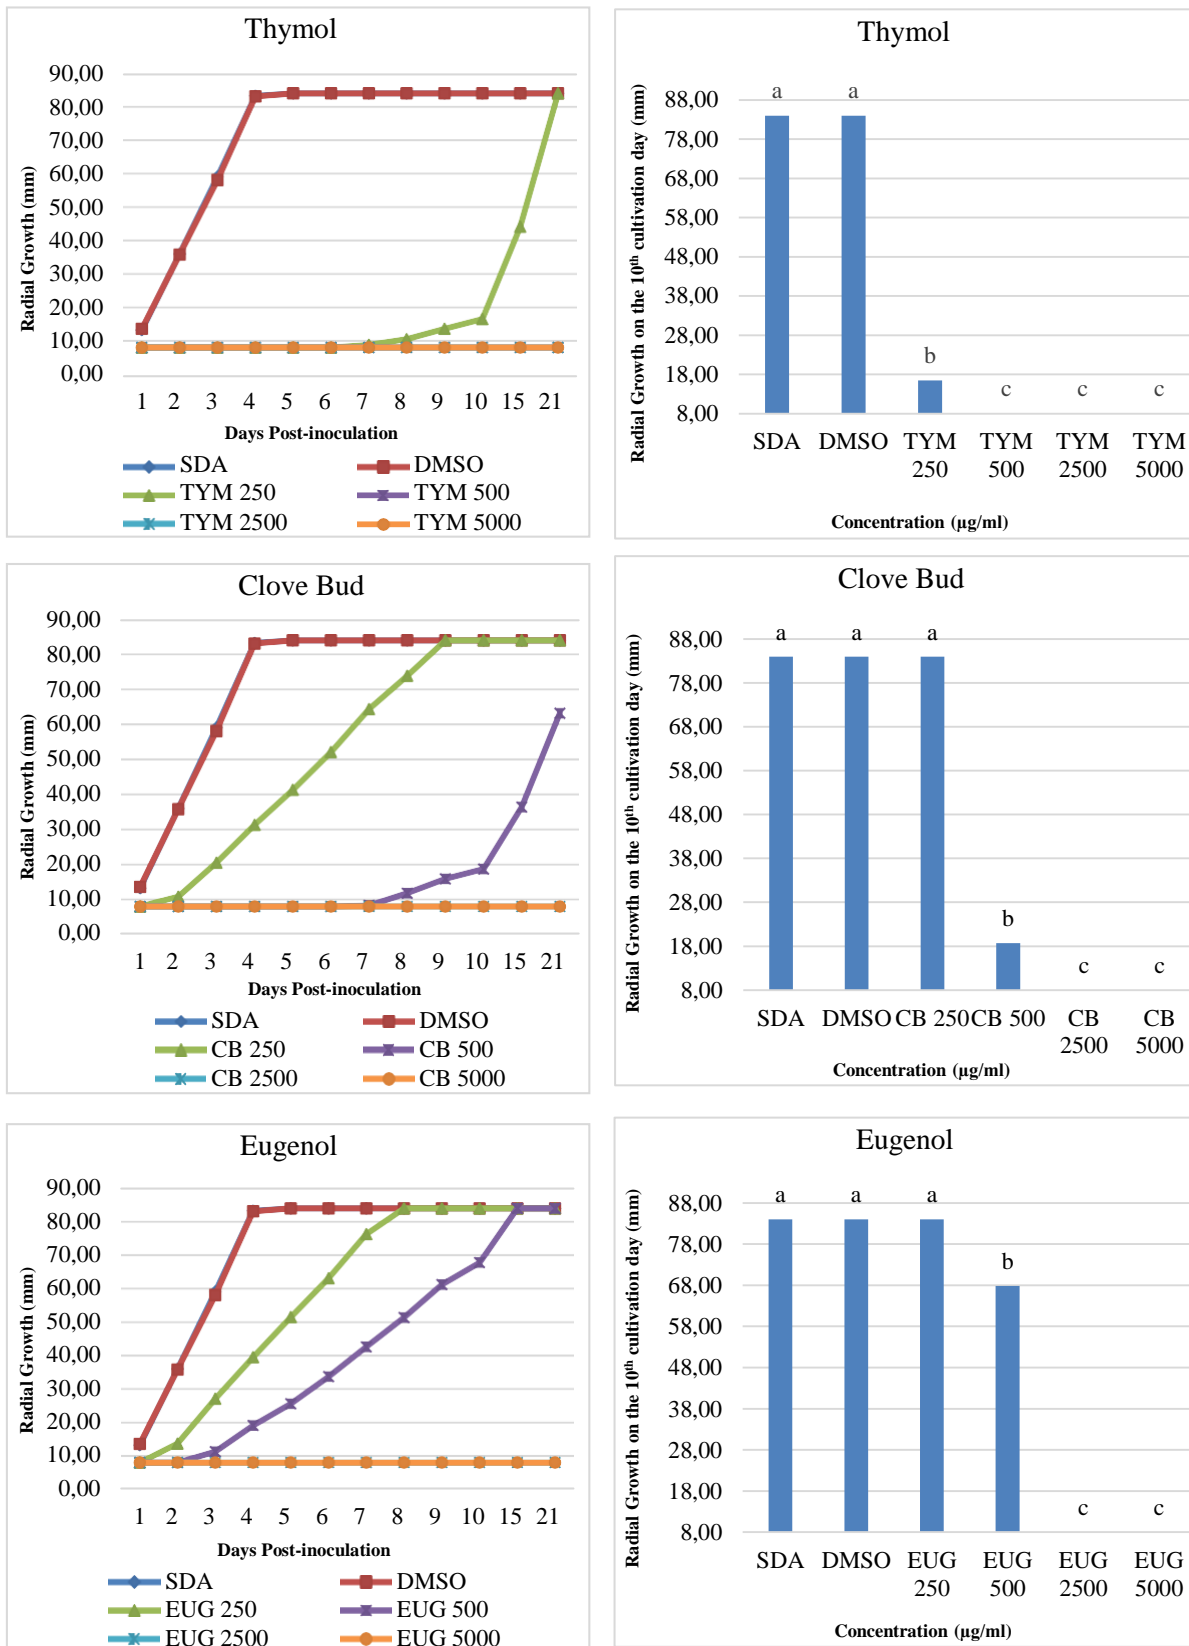 Thymol
90,00
80,00
70,00
60,00
50,00
40,00
30,00
20,00
10,00
0,00
Radial Growth (mm)
1 2 3 4 5 6 7 8 9 10 15 21
Days Post-inoculation
SDA DMSO
TYM 250 TYM 500
TYM 2500 TYM 5000
Thymol
88,00
78,00
68,00
58,00
48,00
38,00
28,00
18,00
8,00
Radial Growth on the 10th cultivation day (mm)
a a b c c c
SDA DMSO TYM 250 TYM 500 TYM 2500 TYM 5000
Concentration (µg/ml)
Clove Bud
90,00
80,00
70,00
60,00
50,00
40,00
30,00
20,00
10,00
0,00
Radial Growth (mm)
1 2 3 4 5 6 7 8 9 10 15 21
Days Post-inoculation
SDA DMSO
CB 250 CB 500
CB 2500 CB 5000
Clove Bud
88,00
78,00
68,00
58,00
48,00
38,00
28,00
18,00
8,00
Radial Growth on the 10th cultivation day (mm)
a a a b c c
SDA DMSO CB 250 CB 500 CB 2500 CB 5000
Concentration (µg/ml)
Eugenol
90,00
80,00
70,00
60,00
50,00
40,00
30,00
20,00
10,00
0,00
Radial Growth (mm)
1 2 3 4 5 6 7 8 9 10 15 21
Days Post-inoculation
SDA DMSO
EUG 250 EUG 500
EUG 2500 EUG 5000
Eugenol
88,00
78,00
68,00
58,00
48,00
38,00
28,00
18,00
8,00
Radial Growth on the 10th cultivation day (mm)
a a a b c c
SDA DMSO EUG 250 EUG 500 EUG 2500 EUG 5000
Concentration (µg/ml)